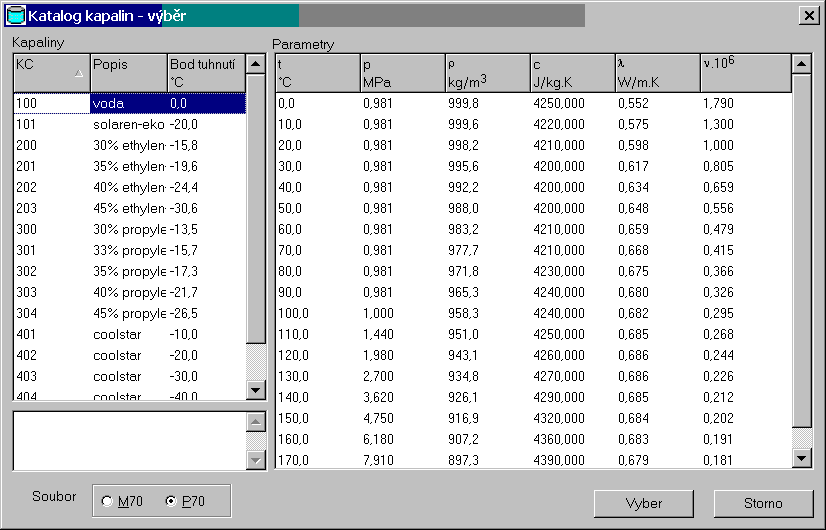 Katalog kapalin - výběr
Kapaliny
KC Popis Bod tuhnutí °C
100 voda 0,0
101 solaren-eko -20,0
200 30% ethylen -15,8
201 35% ethylen -19,6
202 40% ethylen -24,4
203 45% ethylen -30,6
300 30% propyle -13,5
301 33% propyle -15,7
302 35% propyle -17,3
303 40% propyle -21,7
304 45% propyle -26,5
401 coolstar -10,0
402 coolstar -20,0
403 coolstar -30,0
404 coolstar -40,0
Parametry
t p ρ c λ ν.10⁶
°C MPa kg/m³ J/kg.K W/m.K
0,0 0,981 999,8 4250,000 0,552 1,790
10,0 0,981 999,6 4220,000 0,575 1,300
20,0 0,981 998,2 4210,000 0,598 1,000
30,0 0,981 995,6 4200,000 0,617 0,805
40,0 0,981 992,2 4200,000 0,634 0,659
50,0 0,981 988,0 4200,000 0,648 0,556
60,0 0,981 983,2 4210,000 0,659 0,479
70,0 0,981 977,7 4210,000 0,668 0,415
80,0 0,981 971,8 4230,000 0,675 0,366
90,0 0,981 965,3 4240,000 0,680 0,326
100,0 1,000 958,3 4240,000 0,682 0,295
110,0 1,440 951,0 4250,000 0,685 0,268
120,0 1,980 943,1 4260,000 0,686 0,244
130,0 2,700 934,8 4270,000 0,686 0,226
140,0 3,620 926,1 4290,000 0,685 0,212
150,0 4,750 916,9 4320,000 0,684 0,202
160,0 6,180 907,2 4360,000 0,683 0,191
170,0 7,910 897,3 4390,000 0,679 0,181
Soubor M70 P70 Vyber Storno